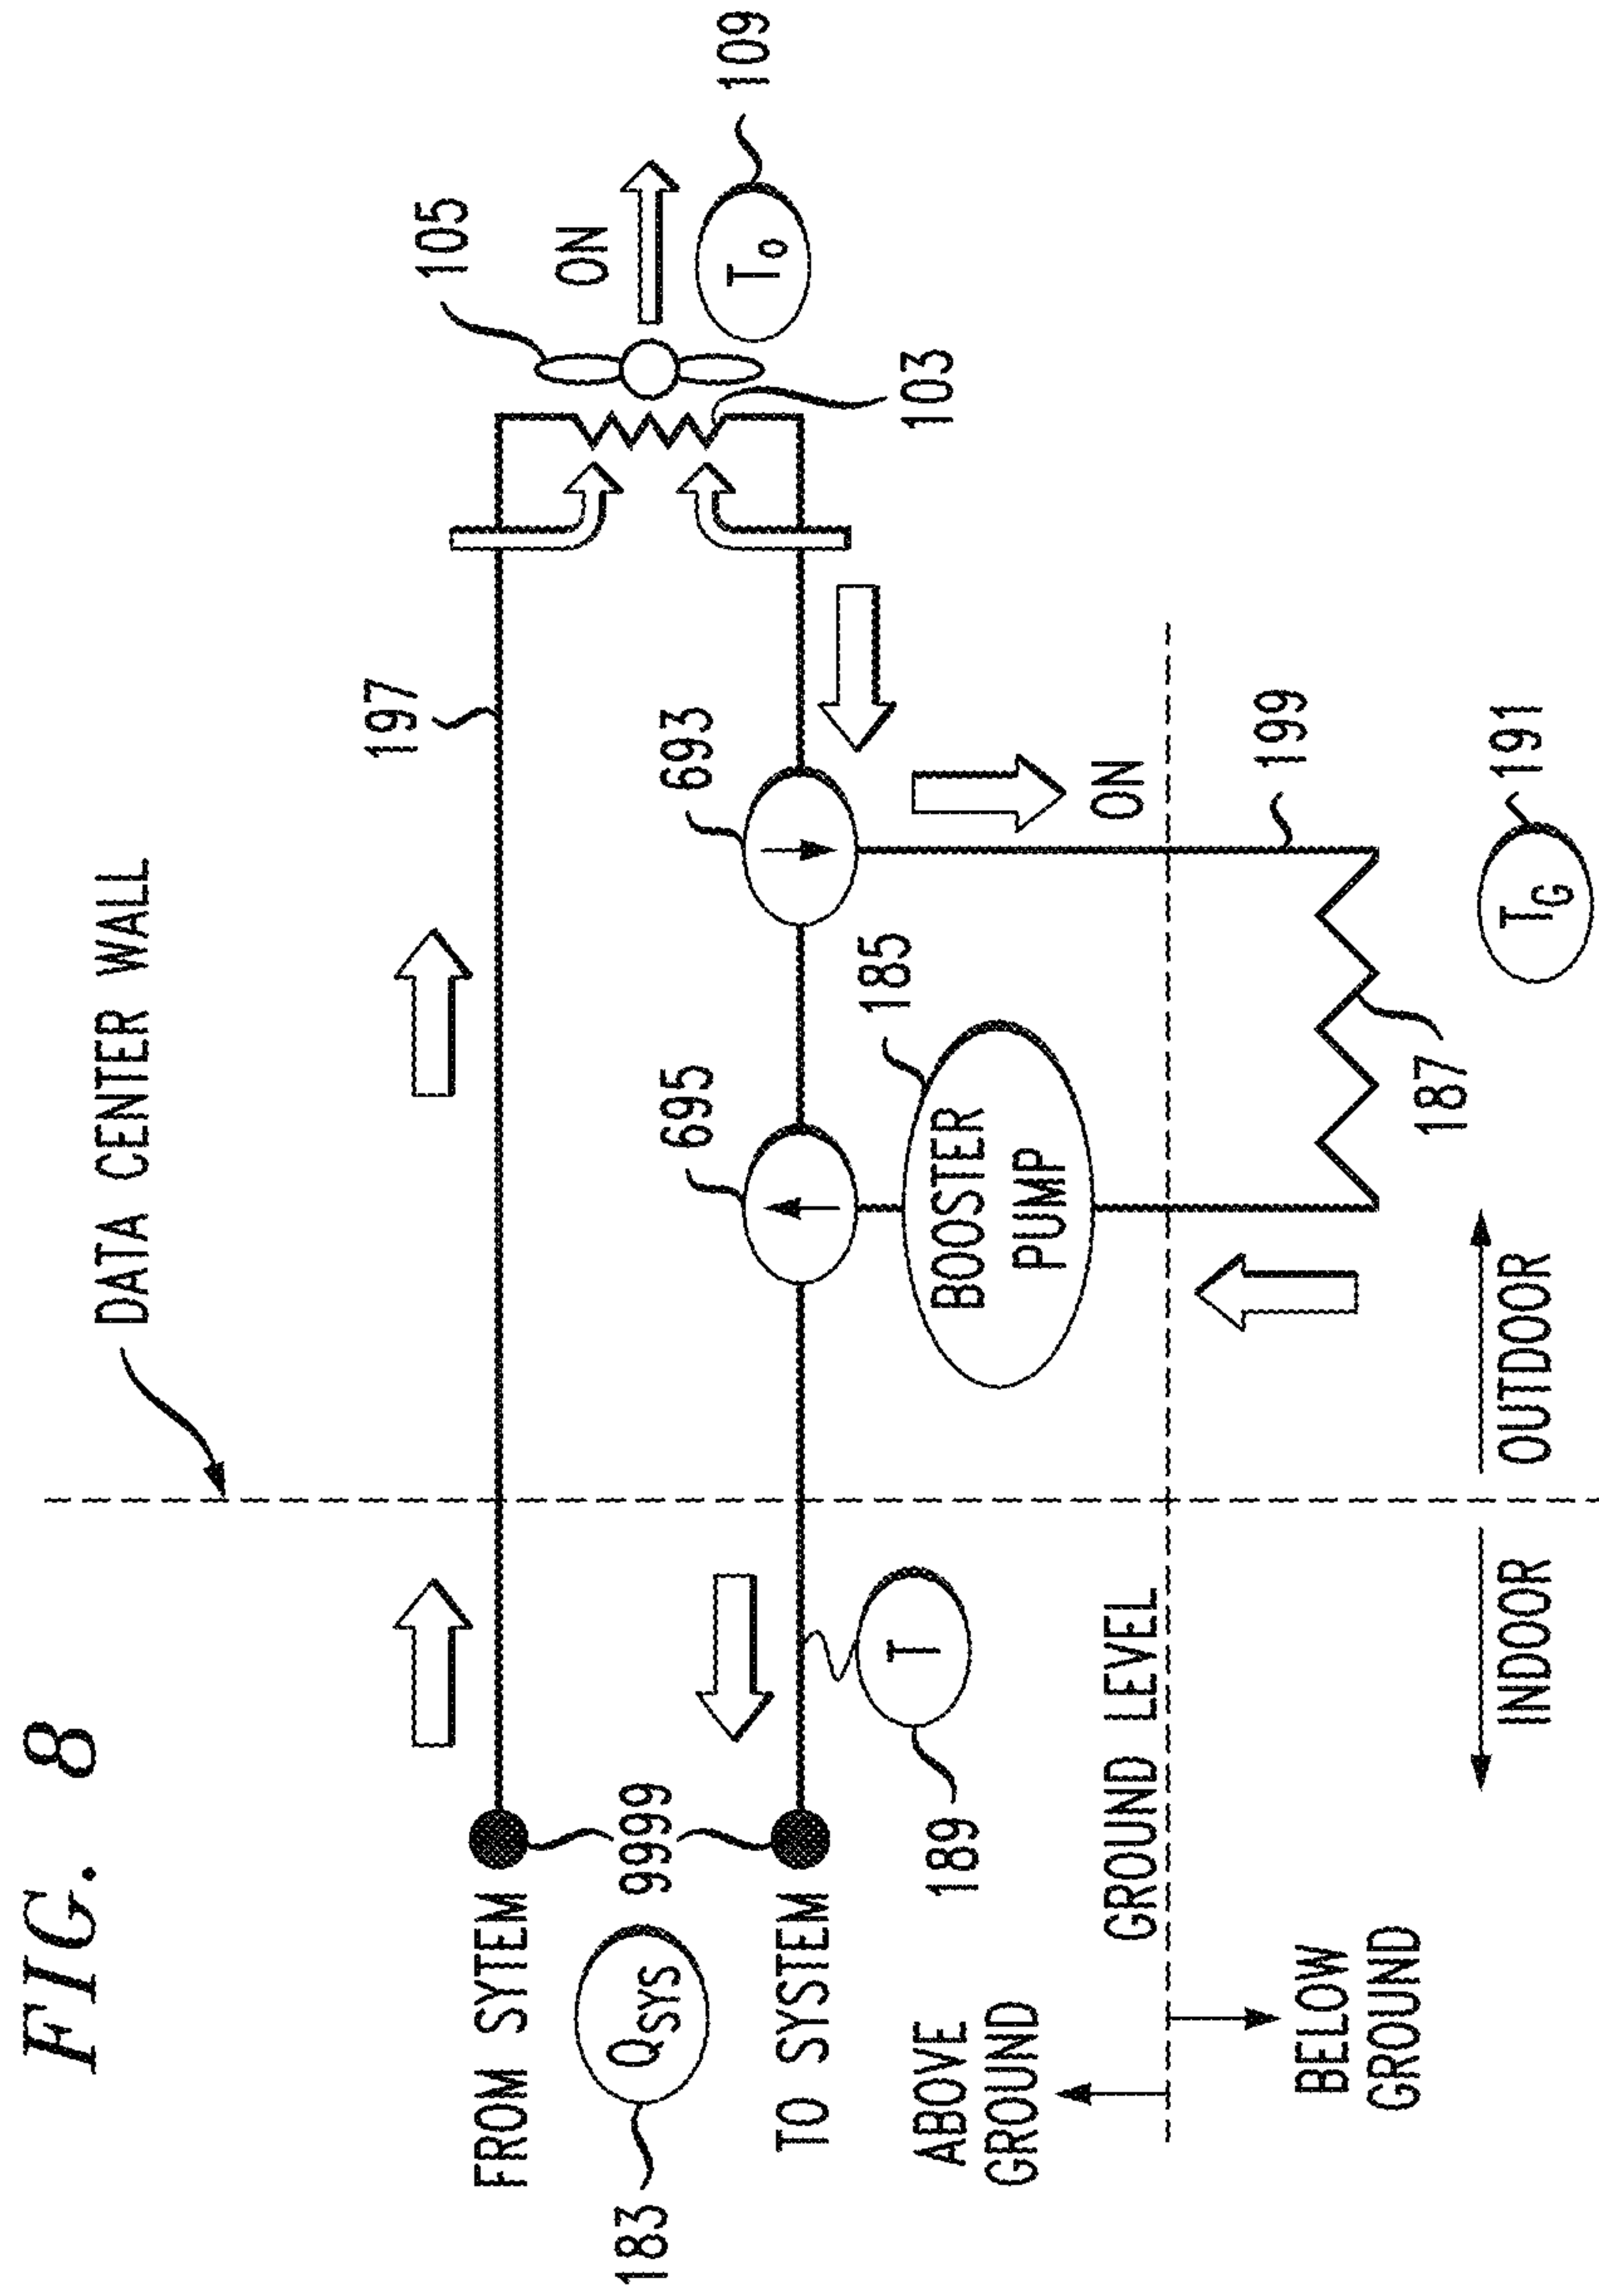 FIG. 8
DATA CENTER WALL
197
105
ON
109
T0
103
FROM SYTEM
9999
QSYS
183
TO SYSTEM
695
693
185
BOOSTER
PUMP
T
189
ON
ABOVE
GROUND
GROUND LEVEL
199
BELOW
GROUND
187
TG
191
INDOOR
OUTDOOR